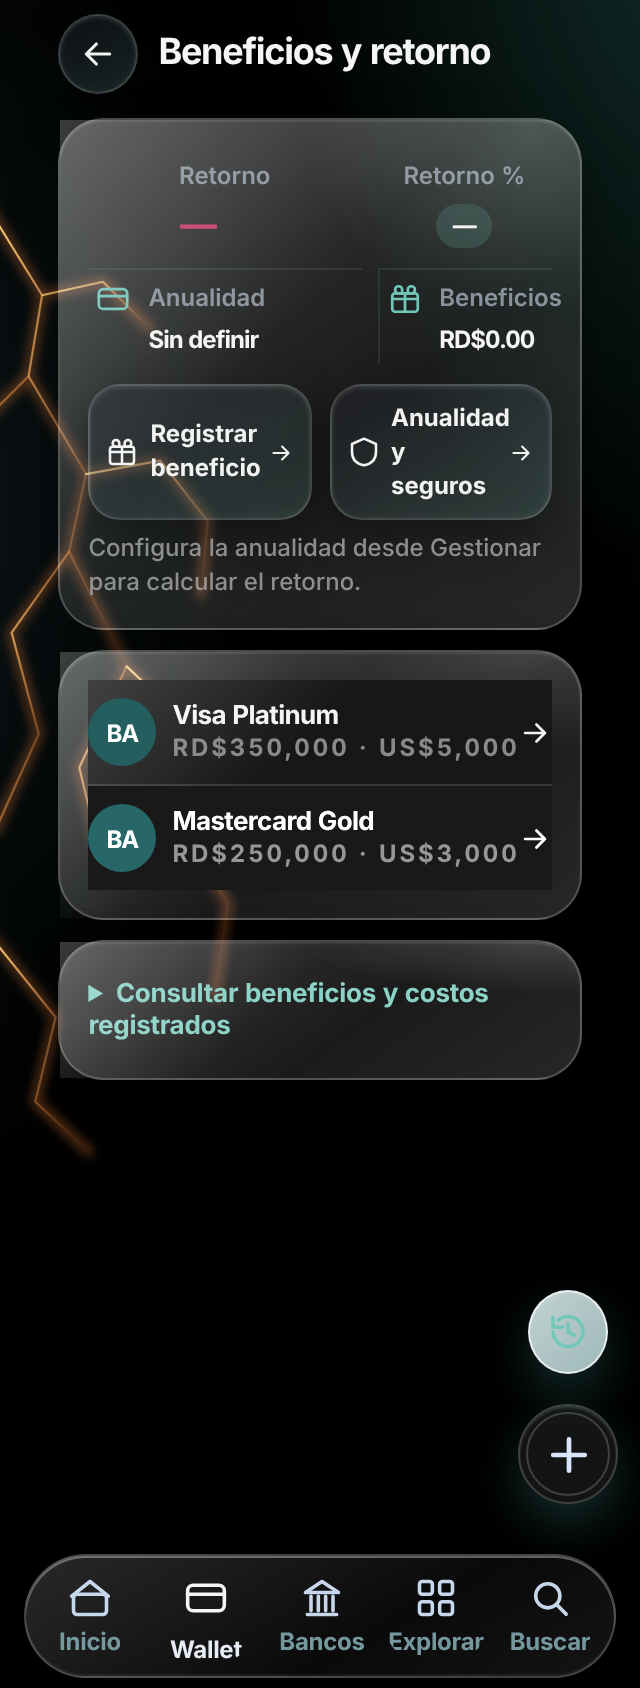 Beneficios y retorno
Retorno
Retorno %
—
—
Anualidad
Sin definir
Beneficios
RD$0.00
Registrar
beneficio
Anualidad
y
seguros
Configura la anualidad desde Gestionar
para calcular el retorno.
BA
Visa Platinum
RD$350,000 · US$5,000
BA
Mastercard Gold
RD$250,000 · US$3,000
Consultar beneficios y costos
registrados
Inicio
Wallet
Bancos
Explorar
Buscar